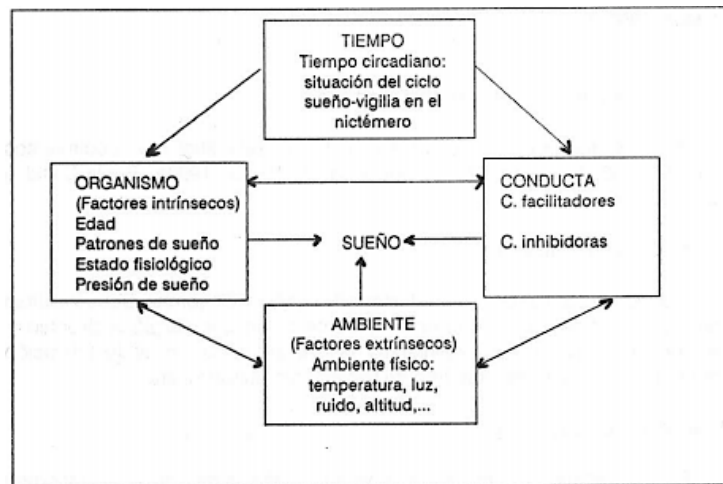 TIEMPO
Tiempo circadiano:
situación del ciclo
sueño-vigilia en el
nictémero
ORGANISMO
(Factores intrínsecos)
Edad
Patrones de sueño
Estado fisiológico
Presión de sueño
SUEÑO
CONDUCTA
C. facilitadores
C. inhibidoras
AMBIENTE
(Factores extrínsecos)
Ambiente físico:
temperatura, luz,
ruido, altitud,...